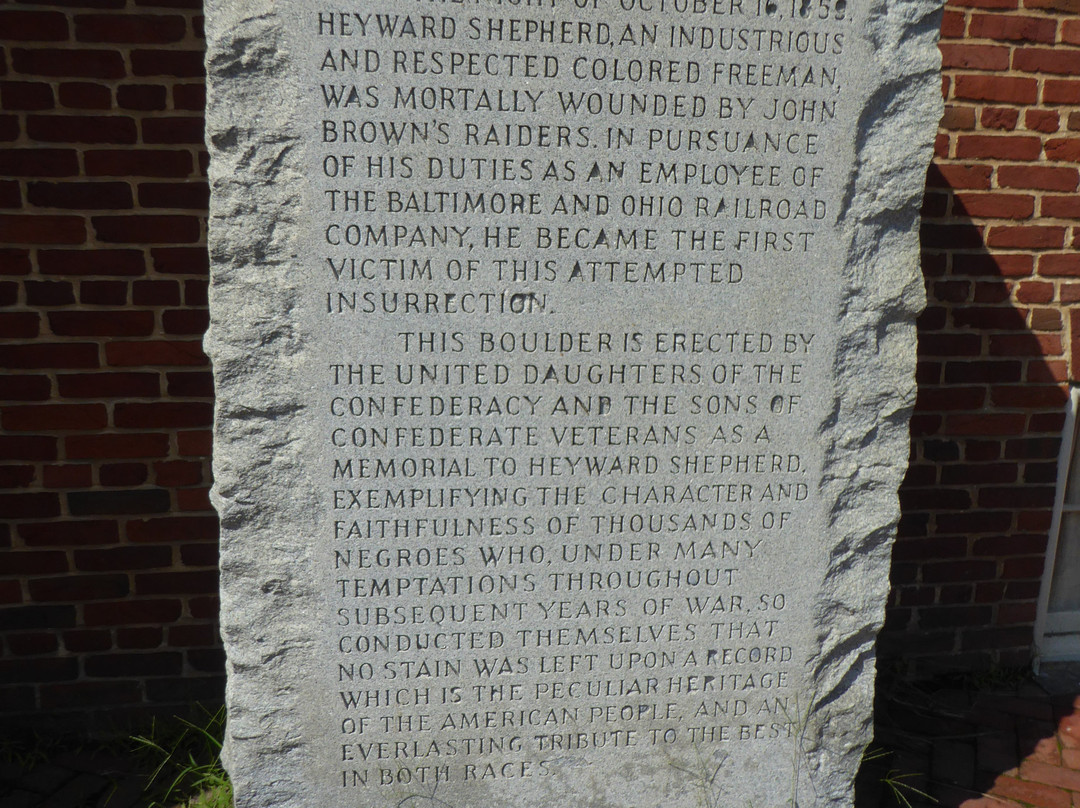 NIGHT OF OCTOBER 16, 1859,
HEYWARD SHEPHERD, AN INDUSTRIOUS
AND RESPECTED COLORED FREEMAN,
WAS MORTALLY WOUNDED BY JOHN
BROWN'S RAIDERS. IN PURSUANCE
OF HIS DUTIES AS AN EMPLOYEE OF
THE BALTIMORE AND OHIO RAILROAD
COMPANY, HE BECAME THE FIRST
VICTIM OF THIS ATTEMPTED
INSURRECTION.
THIS BOULDER IS ERECTED BY
THE UNITED DAUGHTERS OF THE
CONFEDERACY AND THE SONS OF
CONFEDERATE VETERANS AS A
MEMORIAL TO HEYWARD SHEPHERD,
EXEMPLIFYING THE CHARACTER AND
FAITHFULNESS OF THOUSANDS OF
NEGROES WHO, UNDER MANY
TEMPTATIONS THROUGHOUT
SUBSEQUENT YEARS OF WAR, SO
CONDUCTED THEMSELVES THAT
NO STAIN WAS LEFT UPON A RECORD
WHICH IS THE PECULIAR HERITAGE
OF THE AMERICAN PEOPLE, AND AN
EVERLASTING TRIBUTE TO THE BEST
IN BOTH RACES.